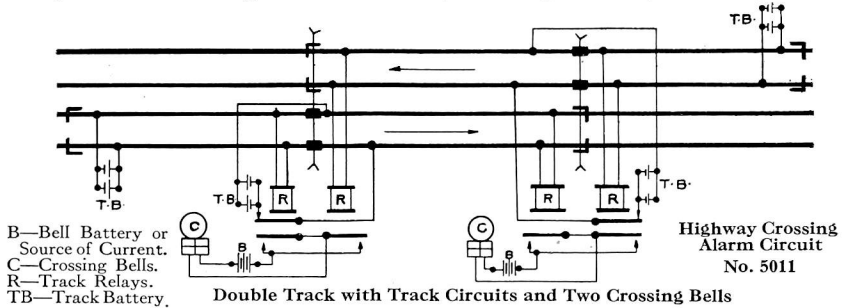 T·B·
T·B·
T·B·
T·B·
R
R
R
R
C
B
C
B
B—Bell Battery or
Source of Current.
C—Crossing Bells.
R—Track Relays.
TB—Track Battery.
Highway Crossing
Alarm Circuit
No. 5011
Double Track with Track Circuits and Two Crossing Bells